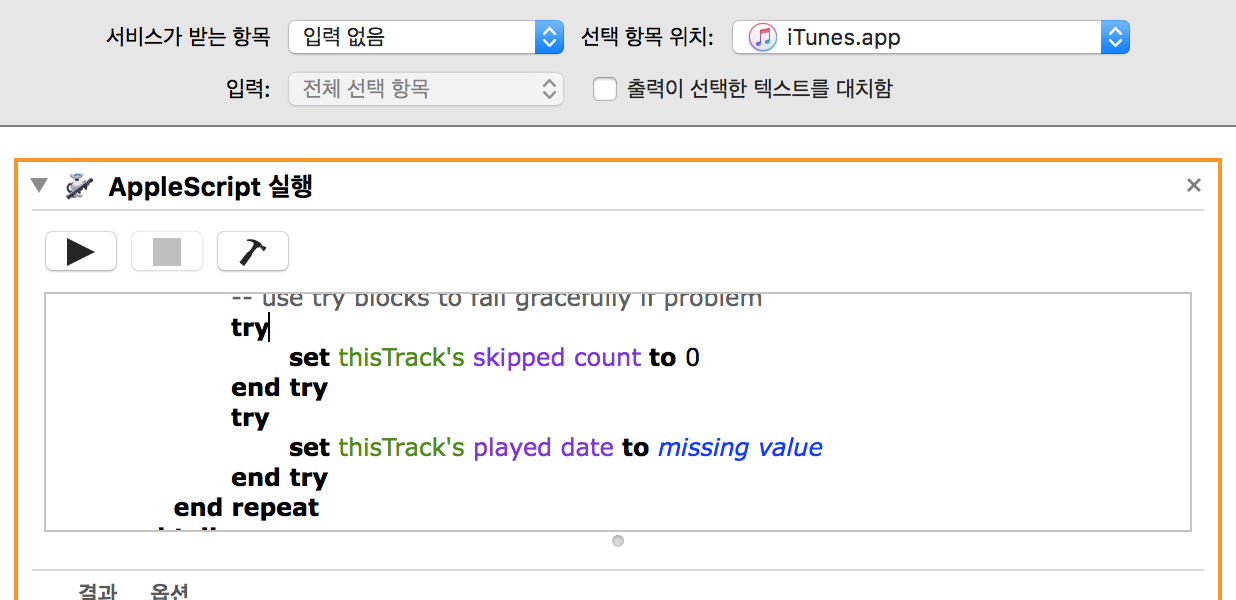 서비스가 받는 항목 입력 없음 선택 항목 위치: iTunes.app
입력: 전체 선택 항목 출력이 선택한 텍스트를 대치함
AppleScript 실행
-- use try blocks to fail gracefully if problem
try
set thisTrack's skipped count to 0
end try
try
set thisTrack's played date to missing value
end try
end repeat
결과 옵션